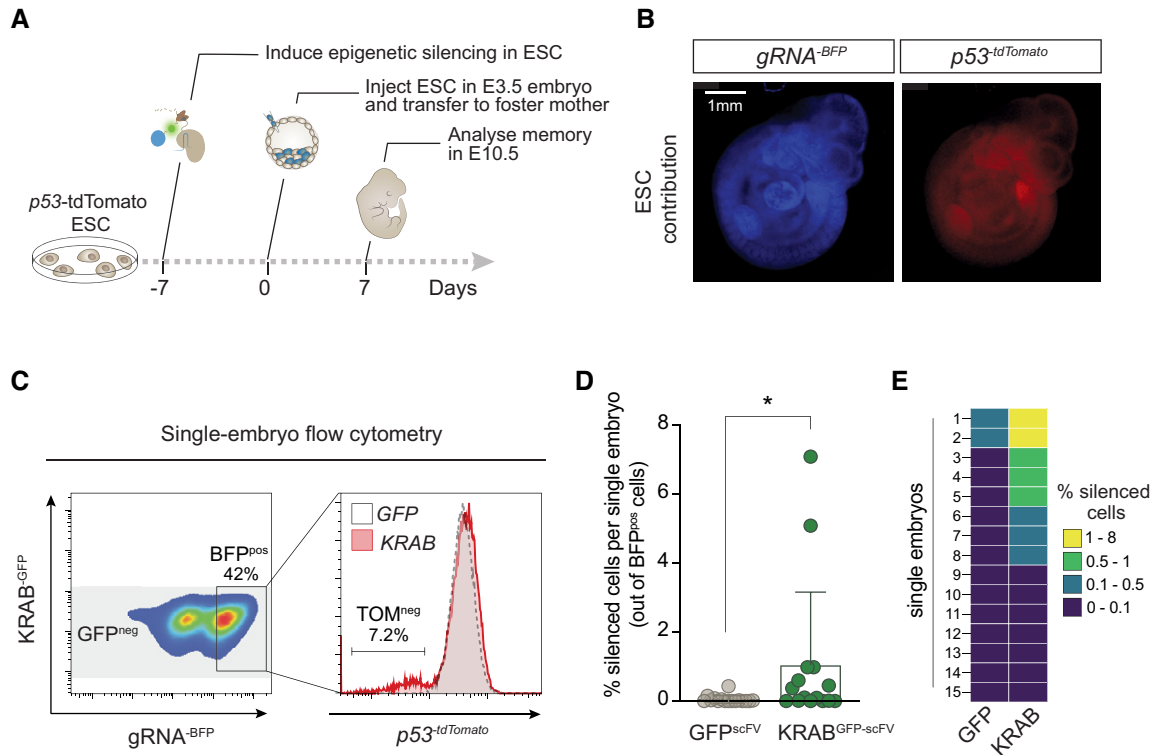 A
Induce epigenetic silencing in ESC
Inject ESC in E3.5 embryo
and transfer to foster mother
Analyse memory
in E10.5
p53-tdTomato
ESC
-7
0
7
Days
B
gRNA-BFP
p53-tdTomato
1mm
ESC
contribution
C
Single-embryo flow cytometry
KRAB-GFP
GFPneg
BFPpos
42%
gRNA-BFP
GFP
KRAB
TOMneg
7.2%
p53-tdTomato
D
% silenced cells per single embryo
(out of BFPpos cells)
8
6
4
2
0
*
GFPscFV
KRABGFP-scFV
E
single embryos
1
2
3
4
5
6
7
8
9
10
11
12
13
14
15
GFP
KRAB
% silenced
cells
1 - 8
0.5 - 1
0.1 - 0.5
0 - 0.1